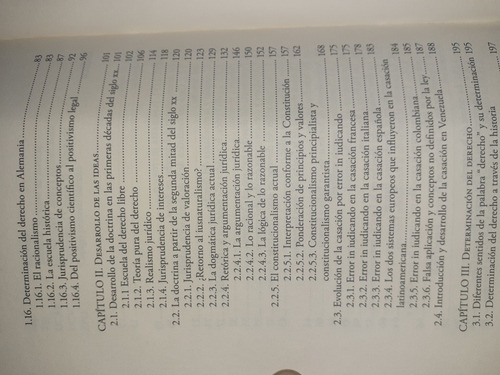 1.16. Determinación del derecho en Alemania 83
1.16.1. El racionalismo 83
1.16.2. La escuela histórica 83
1.16.3. Jurisprudencia de conceptos 87
1.16.4. Del positivismo científico al positivismo legal 92
96
CAPÍTULO II. DESARROLLO DE LAS IDEAS 101
2.1. Desarrollo de la doctrina en las primeras décadas del siglo XX 101
2.1.1. Escuela del derecho libre 102
2.1.2. Teoría pura del derecho 106
2.1.3. Realismo jurídico 114
2.1.4. Jurisprudencia de intereses 118
2.2. La doctrina a partir de la segunda mitad del siglo XX 120
2.2.1. Jurisprudencia de valoración 120
2.2.2. ¿Retorno al iusnaturalismo? 123
2.2.3. La dogmática jurídica actual 129
2.2.4. Retórica y argumentación jurídica 132
2.2.4.1. La argumentación jurídica 146
2.2.4.2. Lo racional y lo razonable 150
2.2.4.3. La lógica de lo razonable 152
2.2.5. El constitucionalismo actual 157
2.2.5.1. Interpretación conforme a la Constitución 157
2.2.5.2. Ponderación de principios y valores 162
2.2.5.3. Constitucionalismo principialista y
constitucionalismo garantista 168
2.3. Evolución de la casación por error in iudicando 175
2.3.1. Error in iudicando en la casación francesa 175
2.3.2. Error in iudicando en la casación italiana 178
2.3.3. Error in iudicando en la casación española 183
2.3.4. Los dos sistemas europeos que influyeron en la casación
latinoamericana 184
2.3.5. Error in iudicando en la casación colombiana 185
2.3.6. Falsa aplicación y conceptos no definidos por la ley 187
2.4. Introducción y desarrollo de la casación en Venezuela 188
CAPÍTULO III. DETERMINACIÓN DEL DERECHO 195
3.1. Diferentes sentidos de la palabra "derecho" y su determinación 195
3.2. Determinación del derecho a través de la historia 197